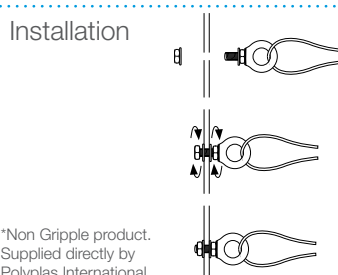 Installation
*Non Gripple product.
Supplied directly by
Polyplas International